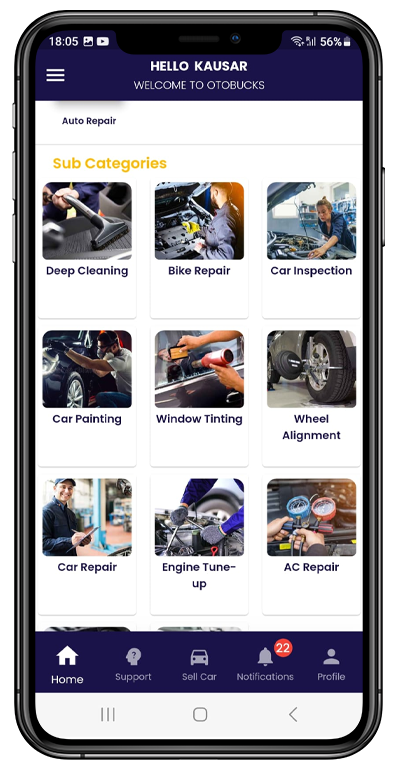 18:05 56%
HELLO KAUSAR
WELCOME TO OTOBUCKS
Auto Repair
Sub Categories
Deep Cleaning
Bike Repair
Car Inspection
Car Painting
Window Tinting
Wheel
Alignment
Car Repair
Engine Tune-
up
AC Repair
22
Home
Support
Sell Car
Notifications
Profile